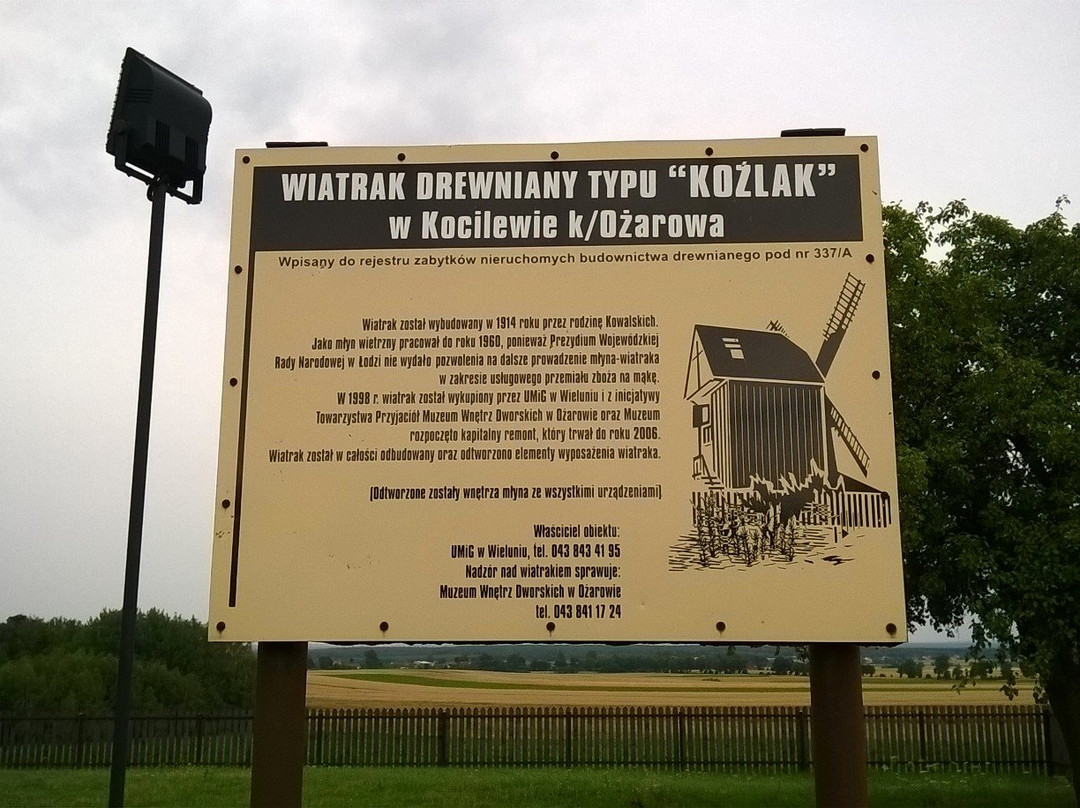 WIATRAK DREWNIANY TYPU “KOŹLAK”
w Kocilewie k/Ożarowa
Wpisany do rejestru zabytków nieruchomych budownictwa drewnianego pod nr 337/A
Wiatrak został wybudowany w 1914 roku przez rodzinę Kowalskich.
Jako młyn wietrzny pracował do roku 1960, ponieważ Prezydium Wojewódzkiej
Rady Narodowej w Łodzi nie wydało pozwolenia na dalsze prowadzenie młyna-wiatraka
w zakresie usługowego przemiału zboża na mąkę.
W 1998 r. wiatrak został wykupiony przez UMiG w Wieluniu i z inicjatywy
Towarzystwa Przyjaciół Muzeum Wnętrz Dworskich w Ożarowie oraz Muzeum
rozpoczęto kapitalny remont, który trwał do roku 2006.
Wiatrak został w całości odbudowany oraz odtworzono elementy wyposażenia wiatraka.
(Odtworzone zostały wnętrza młyna ze wszystkimi urządzeniami)
Właściciel obiektu:
UMiG w Wieluniu, tel. 043 843 41 95
Nadzór nad wiatrakiem sprawuje:
Muzeum Wnętrz Dworskich w Ożarowie
tel. 043 841 17 24